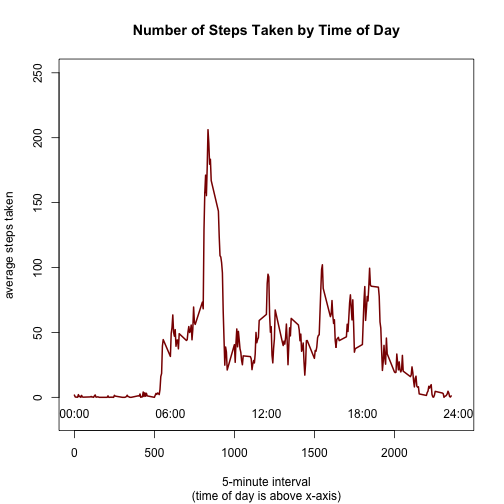 Number of Steps Taken by Time of Day
average steps taken
250
200
150
100
50
0
00:00 06:00 12:00 18:00 24:00
0 500 1000 1500 2000
5-minute interval
(time of day is above x-axis)